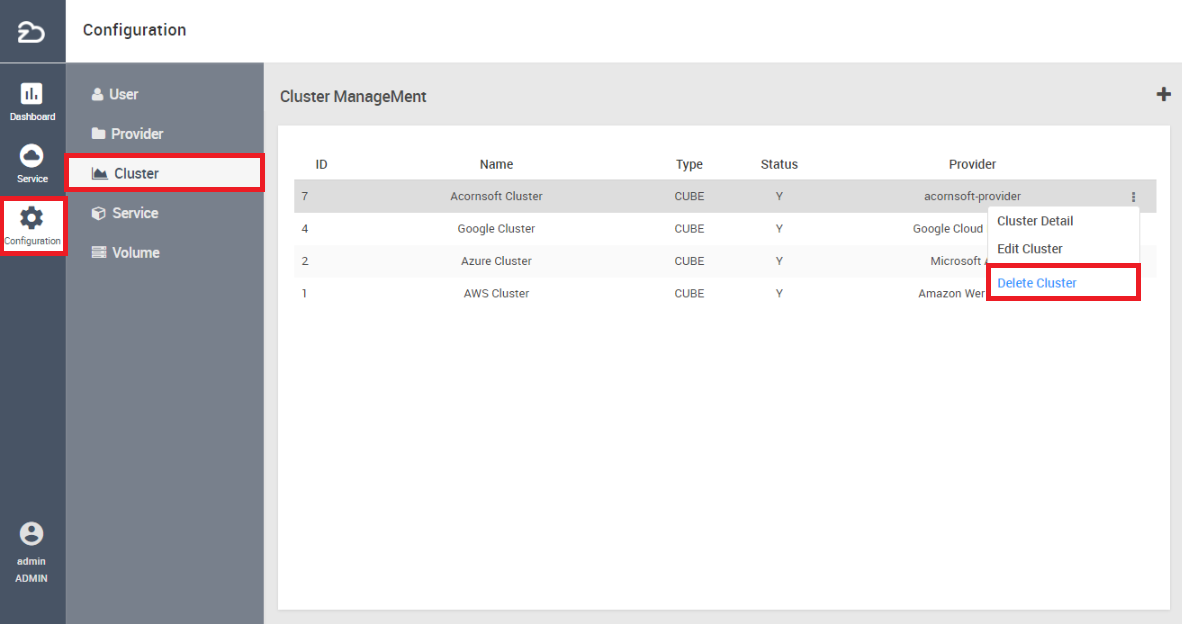 Configuration
Dashboard
Service
Configuration
admin
ADMIN
User
Provider
Cluster
Service
Volume
Cluster ManageMent
ID Name Type Status Provider
7 Acornsoft Cluster CUBE Y acornsoft-provider
4 Google Cluster CUBE Y Google Cloud
2 Azure Cluster CUBE Y Microsoft
1 AWS Cluster CUBE Y Amazon Wer
Cluster Detail
Edit Cluster
Delete Cluster